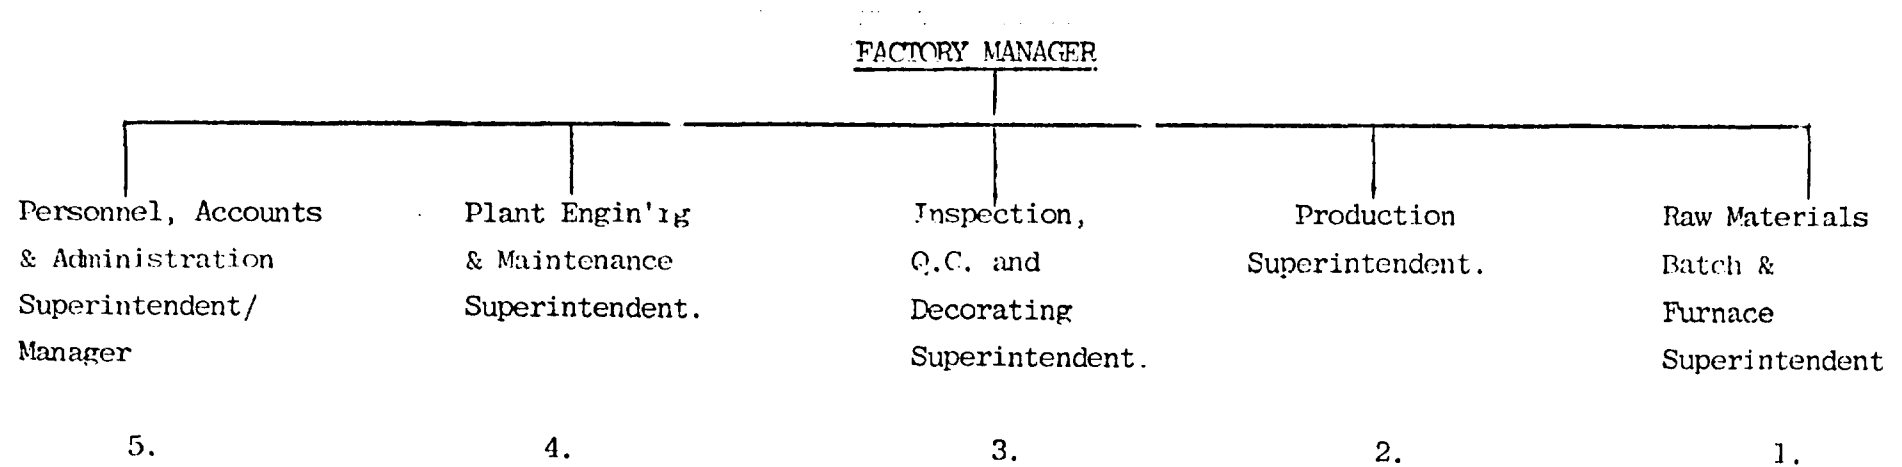 FACTORY MANAGER
Personnel, Accounts
& Administration
Superintendent/
Manager
5.
Plant Engin'rg
& Maintenance
Superintendent.
4.
Inspection,
Q.C. and
Decorating
Superintendent.
3.
Production
Superintendent.
2.
Raw Materials
Batch &
Furnace
Superintendent
1.